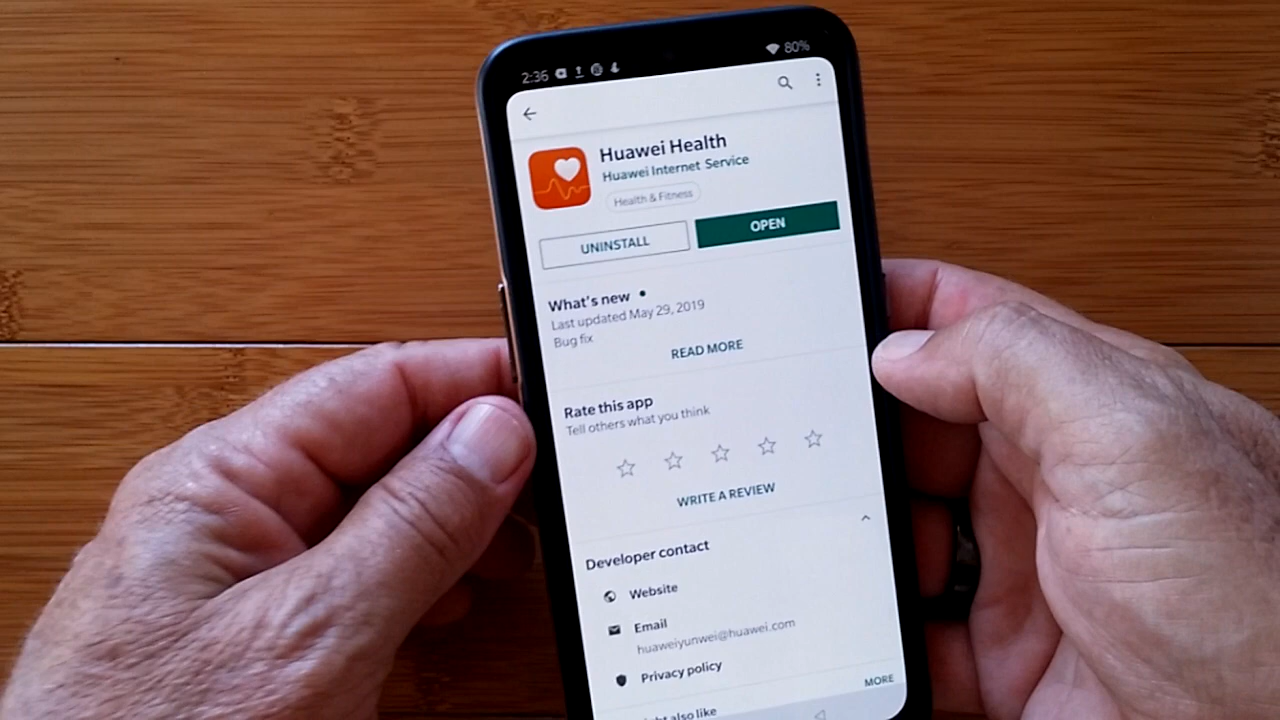 2:36
80%
Huawei Health
Huawei Internet Service
Health & Fitness
UNINSTALL
OPEN
What's new
Last updated May 29, 2019
Bug fix
READ MORE
Rate this app
Tell others what you think
WRITE A REVIEW
Developer contact
Website
Email
huaweiyunwei@huawei.com
Privacy policy
MORE
also like